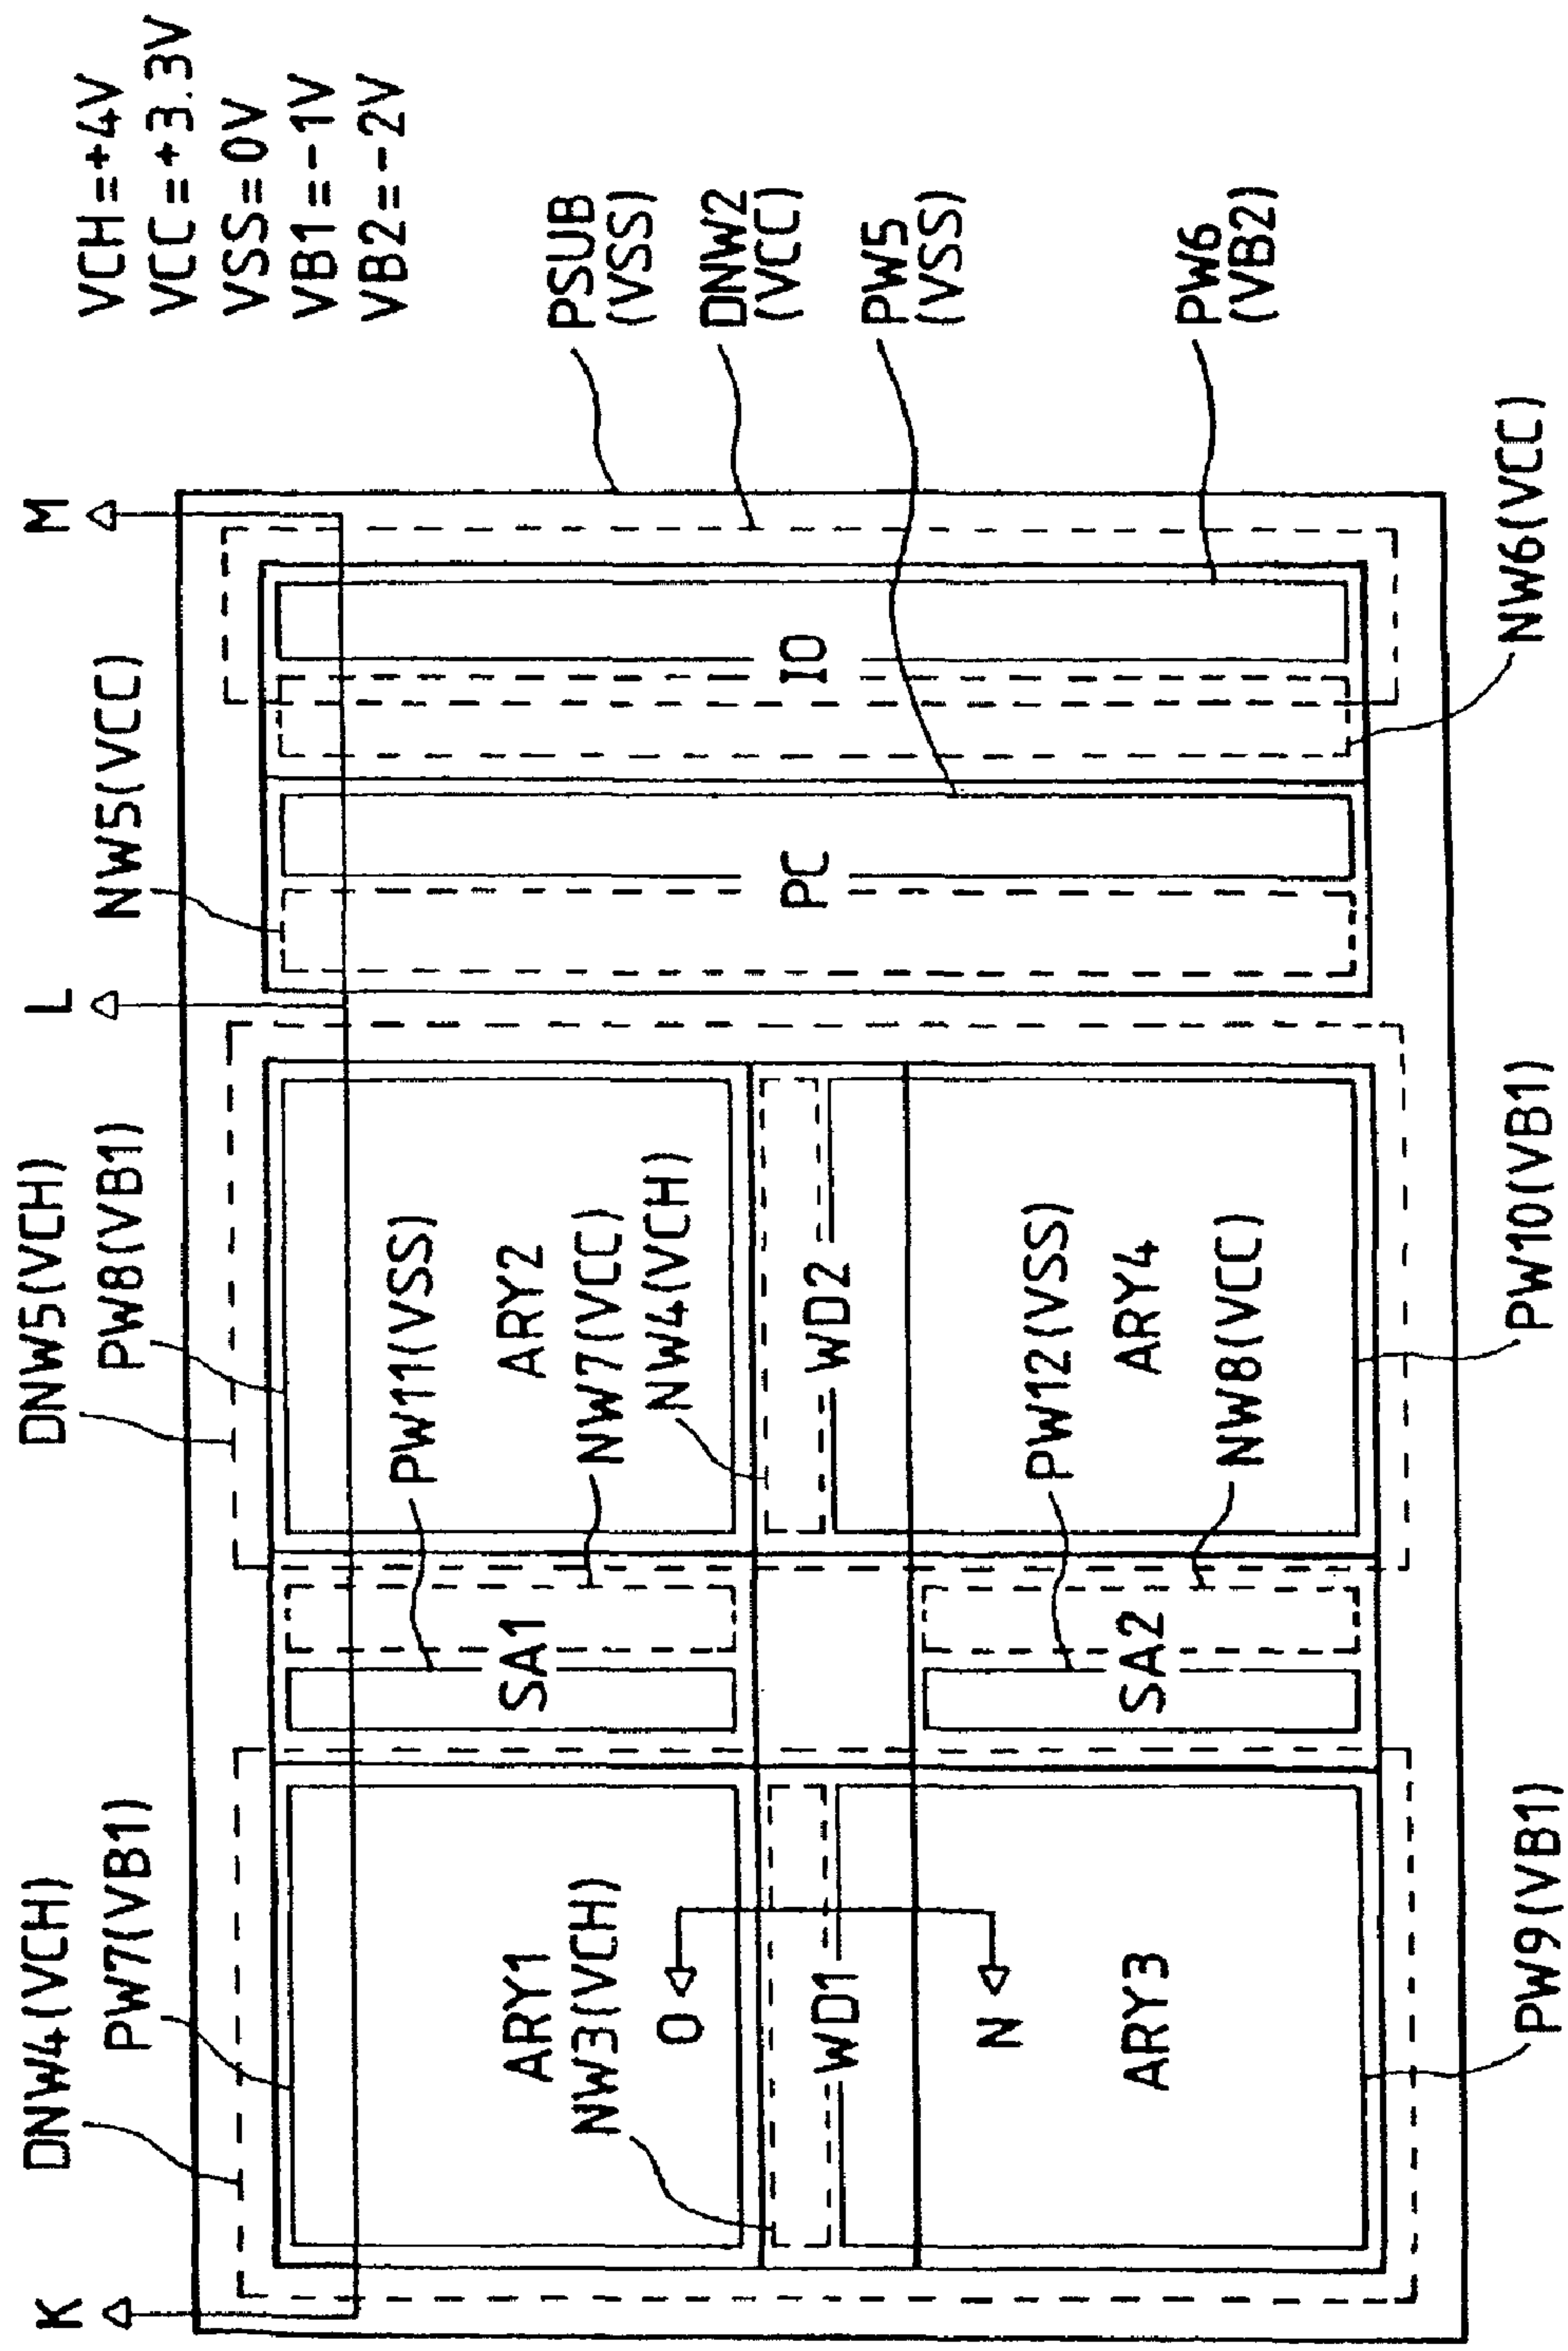 VCH=+4V
VCC=+3.3V
VSS=0V
VB1=-1V
VB2=-2V
K
L
M
DNW4(VCH)
PW7(VB1)
DNW5(VCH)
PW8(VB1)
NW5(VCC)
PSUB
(VSS)
DNW2
(VCC)
PW5
(VSS)
PW6
(VB2)
NW6(VCC)
PW11(VSS)
ARY1
NW3(VCH)
O
SA1
ARY2
NW7(VCC)
NW4(VCH)
PC
IO
WD1
WD2
N
ARY3
SA2
PW12(VSS)
ARY4
NW8(VCC)
PW9(VB1)
PW10(VB1)